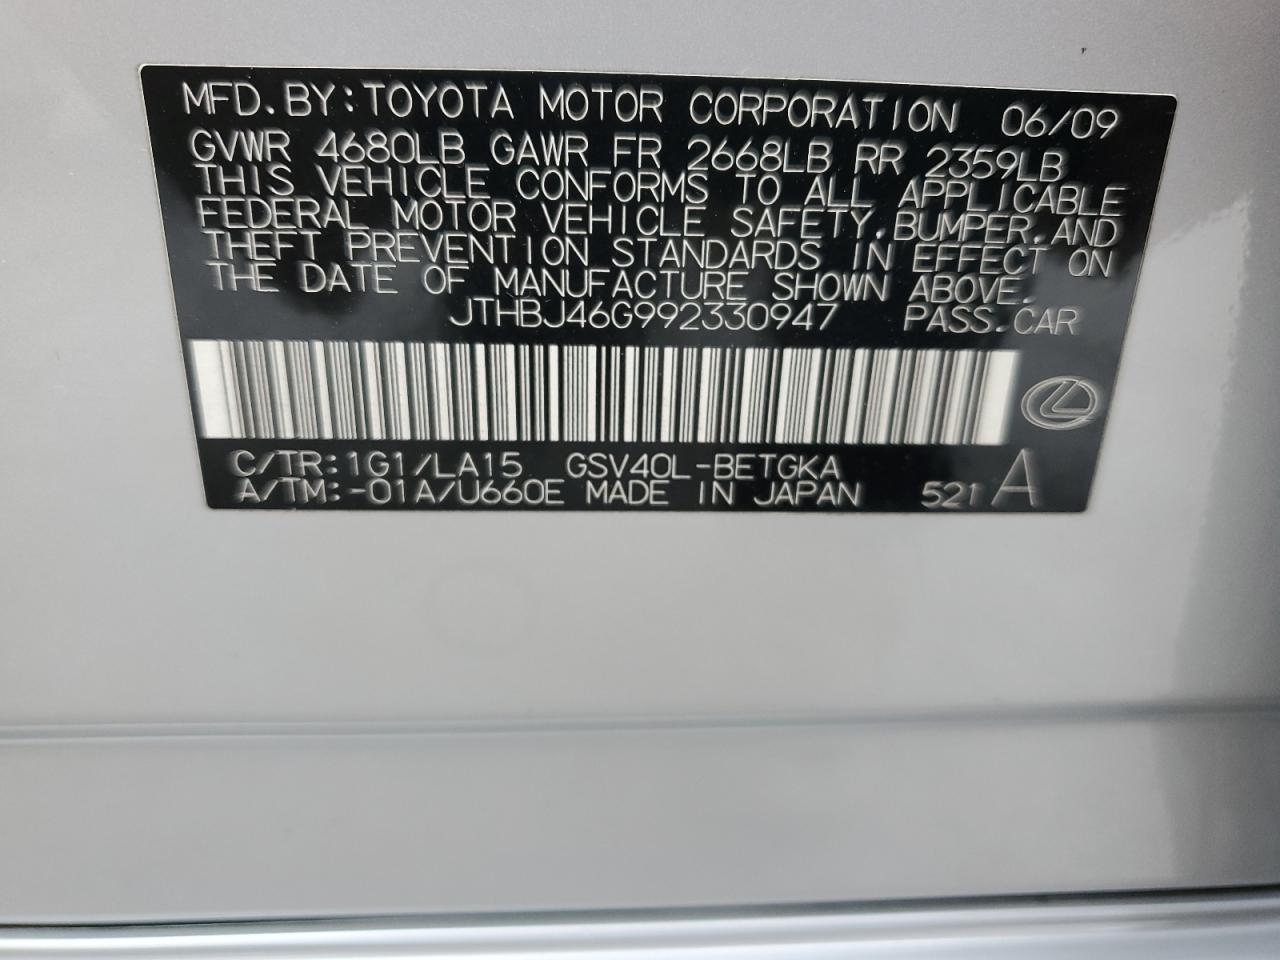 MFD.BY:TOYOTA MOTOR CORPORATION 06/09
GVWR 4680LB GAWR FR 2668LB RR 2359LB
THIS VEHICLE CONFORMS TO ALL APPLICABLE
FEDERAL MOTOR VEHICLE SAFETY,BUMPER,AND
THEFT PREVENTION STANDARDS IN EFFECT ON
THE DATE OF MANUFACTURE SHOWN ABOVE.
JTHBJ46G992330947 PASS.CAR
C/TR:1G1/LA15 GSV40L-BETGKA
A/TM:-01A/U660E MADE IN JAPAN 521 A